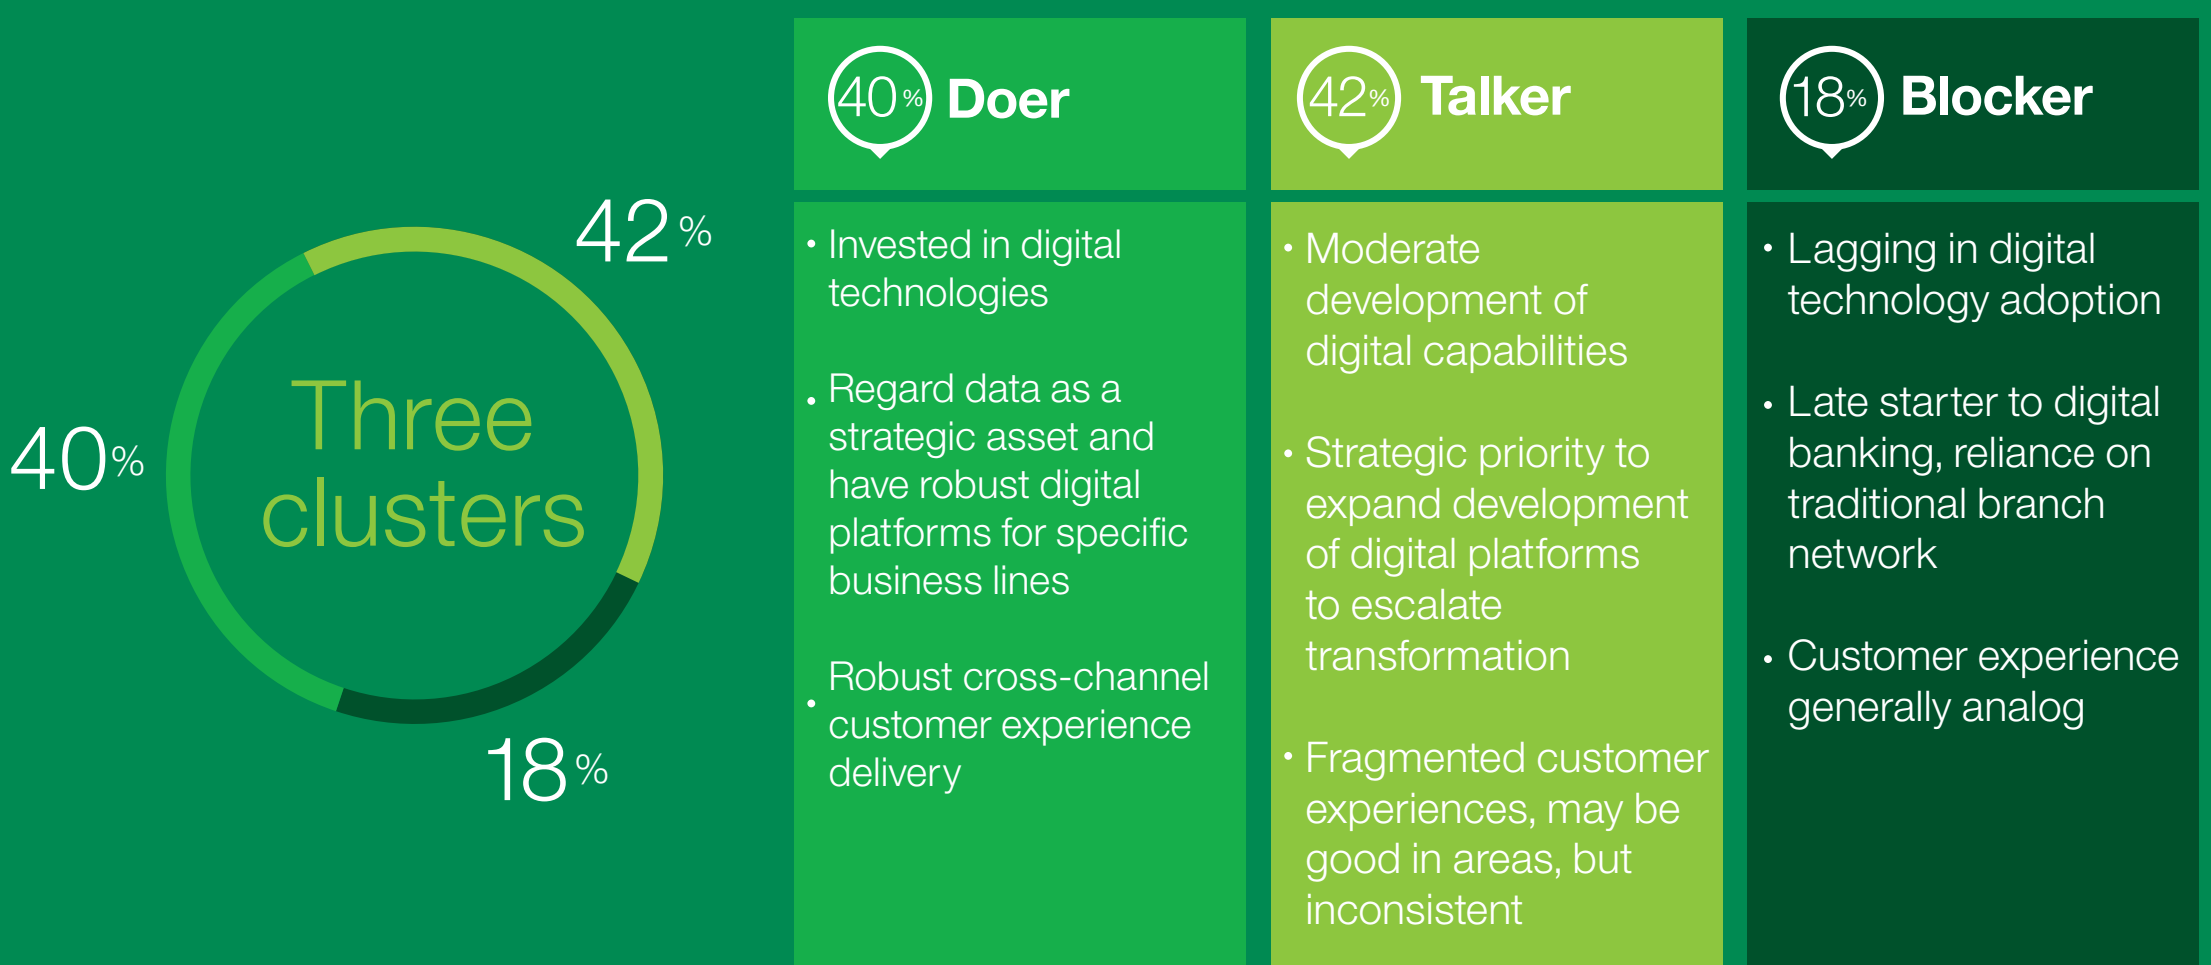 42%
40%
Three
clusters
18%
40% Doer
• Invested in digital
technologies
• Regard data as a
strategic asset and
have robust digital
platforms for specific
business lines
• Robust cross-channel
customer experience
delivery
42% Talker
• Moderate
development of
digital capabilities
• Strategic priority to
expand development
of digital platforms
to escalate
transformation
• Fragmented customer
experiences, may be
good in areas, but
inconsistent
18% Blocker
• Lagging in digital
technology adoption
• Late starter to digital
banking, reliance on
traditional branch
network
• Customer experience
generally analog